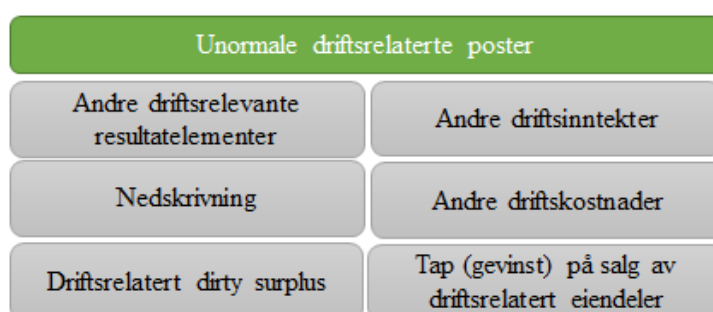 Unormale driftsrelaterte poster
Andre driftsrelevante
resultatelementer
Andre driftsinntekter
Nedskrivning
Andre driftskostnader
Driftsrelatert dirty surplus
Tap (gevinst) på salg av
driftsrelatert eiendeler